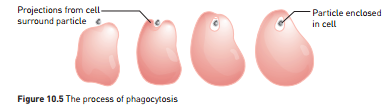 Projections from cell
surround particle
Particle enclosed
in cell
Figure 10.5 The process of phagocytosis